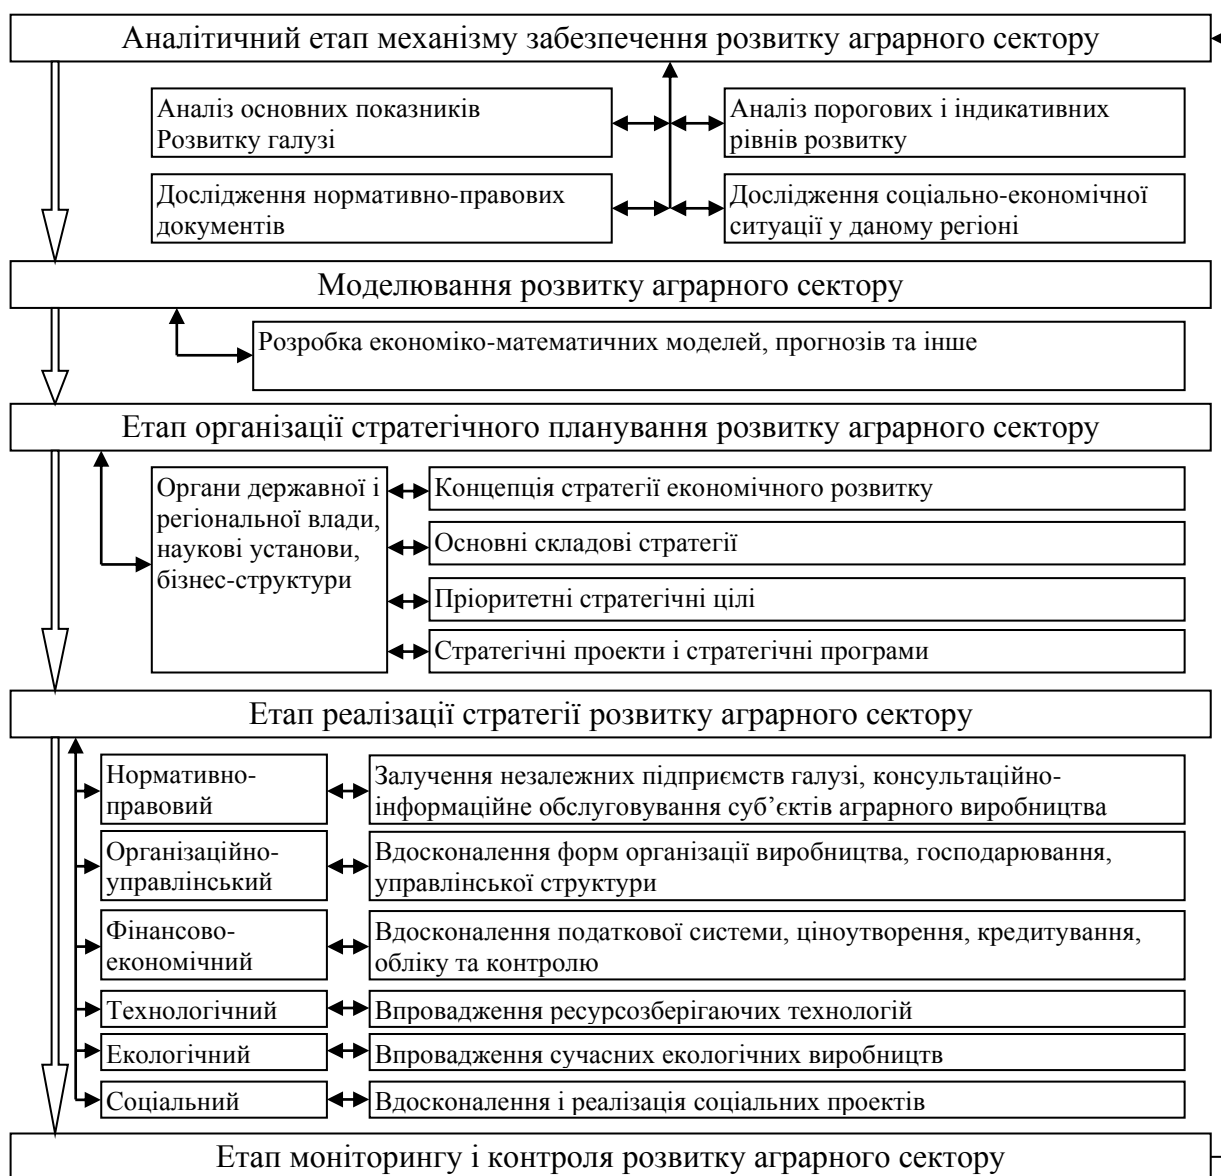 Аналітичний етап механізму забезпечення розвитку аграрного сектору
Аналіз основних показників
Розвитку галузі
Аналіз порогових і індикативних
рівнів розвитку
Дослідження нормативно-правових
документів
Дослідження соціально-економічної
ситуації у даному регіоні
Моделювання розвитку аграрного сектору
Розробка економіко-математичних моделей, прогнозів та інше
Етап організації стратегічного планування розвитку аграрного сектору
Органи державної і
регіональної влади,
наукові установи,
бізнес-структури
Концепція стратегії економічного розвитку
Основні складові стратегії
Пріоритетні стратегічні цілі
Стратегічні проекти і стратегічні програми
Етап реалізації стратегії розвитку аграрного сектору
Нормативно-
правовий
Залучення незалежних підприємств галузі, консультаційно-
інформаційне обслуговування суб’єктів аграрного виробництва
Організаційно-
управлінський
Вдосконалення форм організації виробництва, господарювання,
управлінської структури
Фінансово-
економічний
Вдосконалення податкової системи, ціноутворення, кредитування,
обліку та контролю
Технологічний
Впровадження ресурсозберігаючих технологій
Екологічний
Впровадження сучасних екологічних виробництв
Соціальний
Вдосконалення і реалізація соціальних проектів
Етап моніторингу і контроля розвитку аграрного сектору